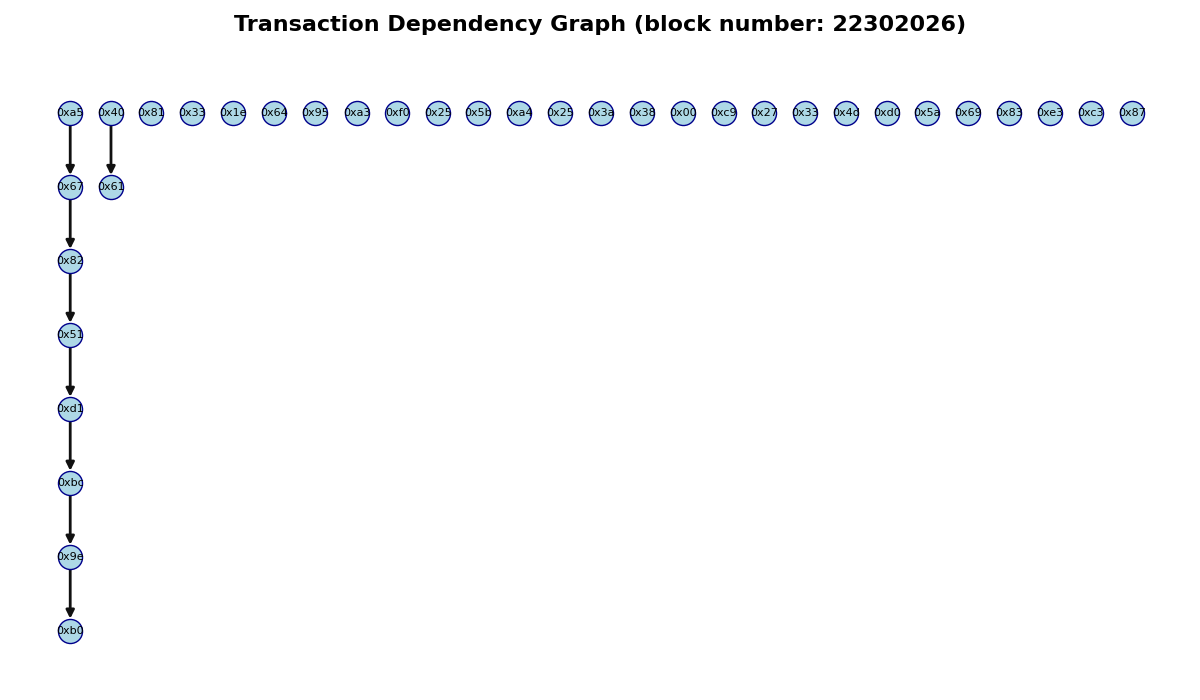 Transaction Dependency Graph (block number: 22302026)
0xa5 0x40 0x81 0x33 0x1e 0x64 0x95 0xa3 0xf0 0x25 0x5b 0xa4 0x25 0x3a 0x38 0x00 0xc9 0x27 0x33 0x4d 0xd0 0x5a 0x69 0x83 0xe3 0xc3 0x87
0x67 0x61
0x82
0x51
0xd1
0x9e
0xb0